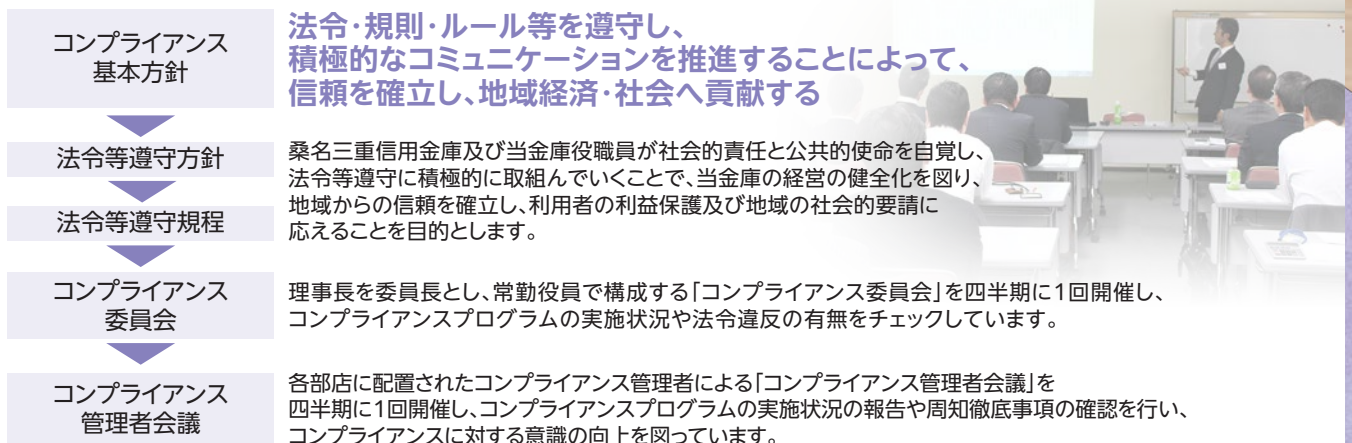 コンプライアンス
基本方針
法令・規則・ルール等を遵守し、
積極的なコミュニケーションを推進することによって、
信頼を確立し、地域経済・社会へ貢献する
法令等遵守方針
法令等遵守規程
桑名三重信用金庫及び当金庫役職員が社会的責任と公共的使命を自覚し、
法令等遵守に積極的に取組んでいくことで、当金庫の経営の健全化を図り、
地域からの信頼を確立し、利用者の利益保護及び地域の社会的要請に
応えることを目的とします。
コンプライアンス
委員会
理事長を委員長とし、常勤役員で構成する「コンプライアンス委員会」を四半期に1回開催し、
コンプライアンスプログラムの実施状況や法令違反の有無をチェックしています。
コンプライアンス
管理者会議
各部店に配置されたコンプライアンス管理者による「コンプライアンス管理者会議」を
四半期に1回開催し、コンプライアンスプログラムの実施状況の報告や周知徹底事項の確認を行い、
コンプライアンスに対する意識の向上を図っています。